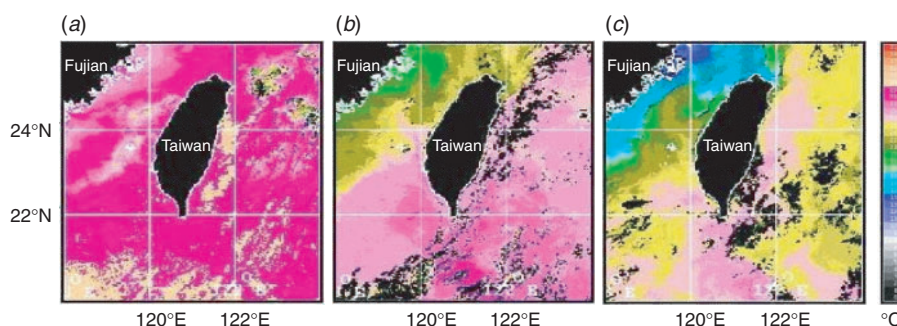 (a) (b) (c)
Fujian Fujian Fujian
24°N
Taiwan Taiwan Taiwan
22°N
120°E 122°E 120°E 122°E 120°E 122°E °C